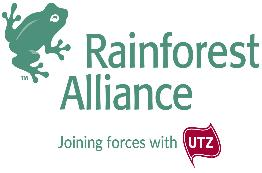 Rainforest
Alliance
TM
Joining forces with UTZ